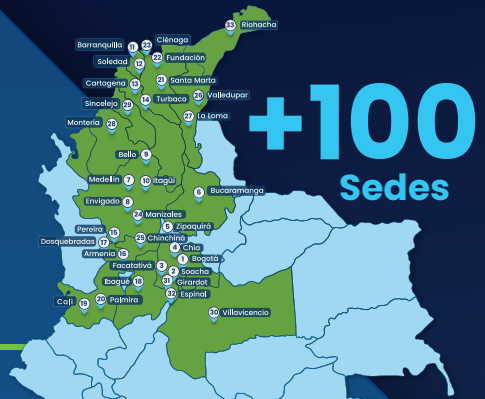 33 Riohacha
Barranquilla 11
23 Ciénaga
Soledad 12
22 Fundación
Cartagena 13
21 Santa Marta
Sincelejo 29
14 Turbaco
26 Valledupar
Montería 28
27 La Loma
+100
Sedes
Bello 9
Medellín 7
10 Itagüí
6 Bucaramanga
Envigado 8
24 Manizales
Pereira 15
5 Zipaquirá
Dosquebradas 17
25 Chinchiná
4 Chía
Armenia 16
1 Bogotá
Facatativá 3
2 Soacha
Ibagué 18
31 Girardot
32 Espinal
Cali 19
20 Palmira
30 Villavicencio